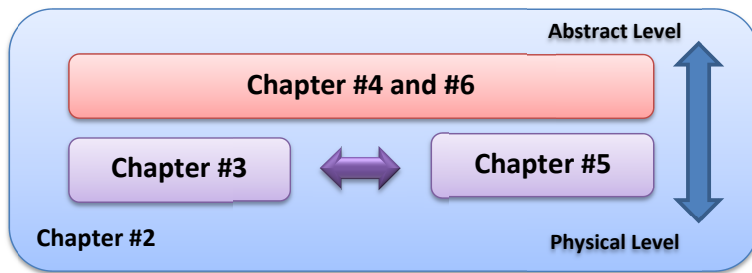 Abstract Level
Chapter #4 and #6
Chapter #3
Chapter #5
Chapter #2
Physical Level